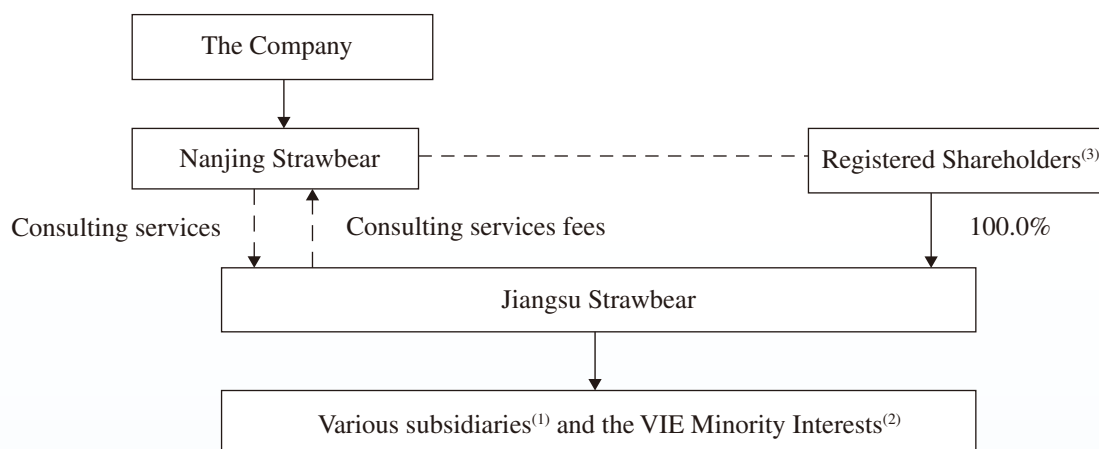 The Company
Nanjing Strawbear
Registered Shareholders(3)
Consulting services
Consulting services fees
100.0%
Jiangsu Strawbear
Various subsidiaries(1) and the VIE Minority Interests(2)